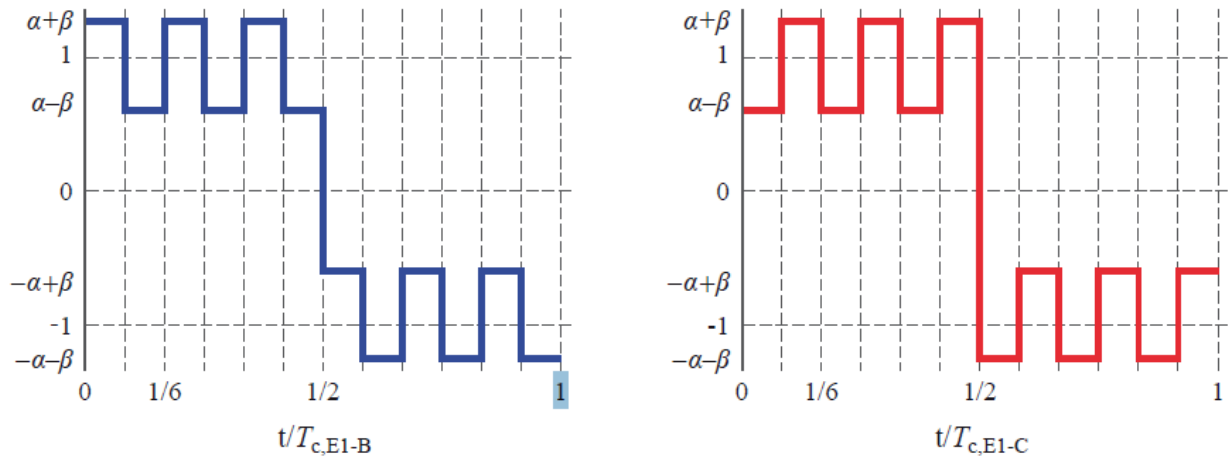 α+β
1
α–β
0
–α+β
-1
–α–β
0 1/6 1/2 1
t/Tc,E1-B
α+β
1
α–β
0
–α+β
-1
–α–β
0 1/6 1/2 1
t/Tc,E1-C